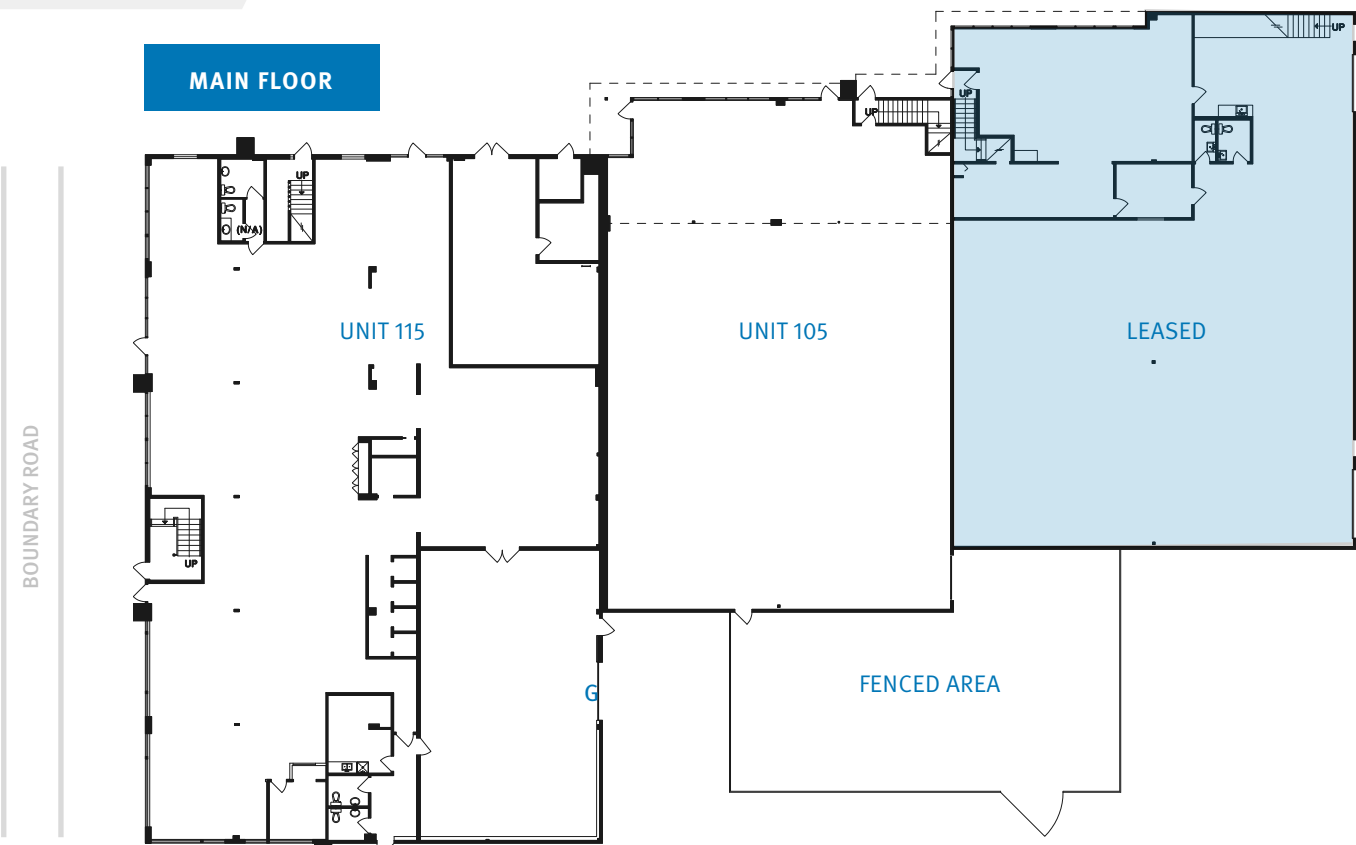 MAIN FLOOR
UP
UP
UP
UP
(N/A)
UNIT 115
UNIT 105
LEASED
BOUNDARY ROAD
UP
FENCED AREA
G